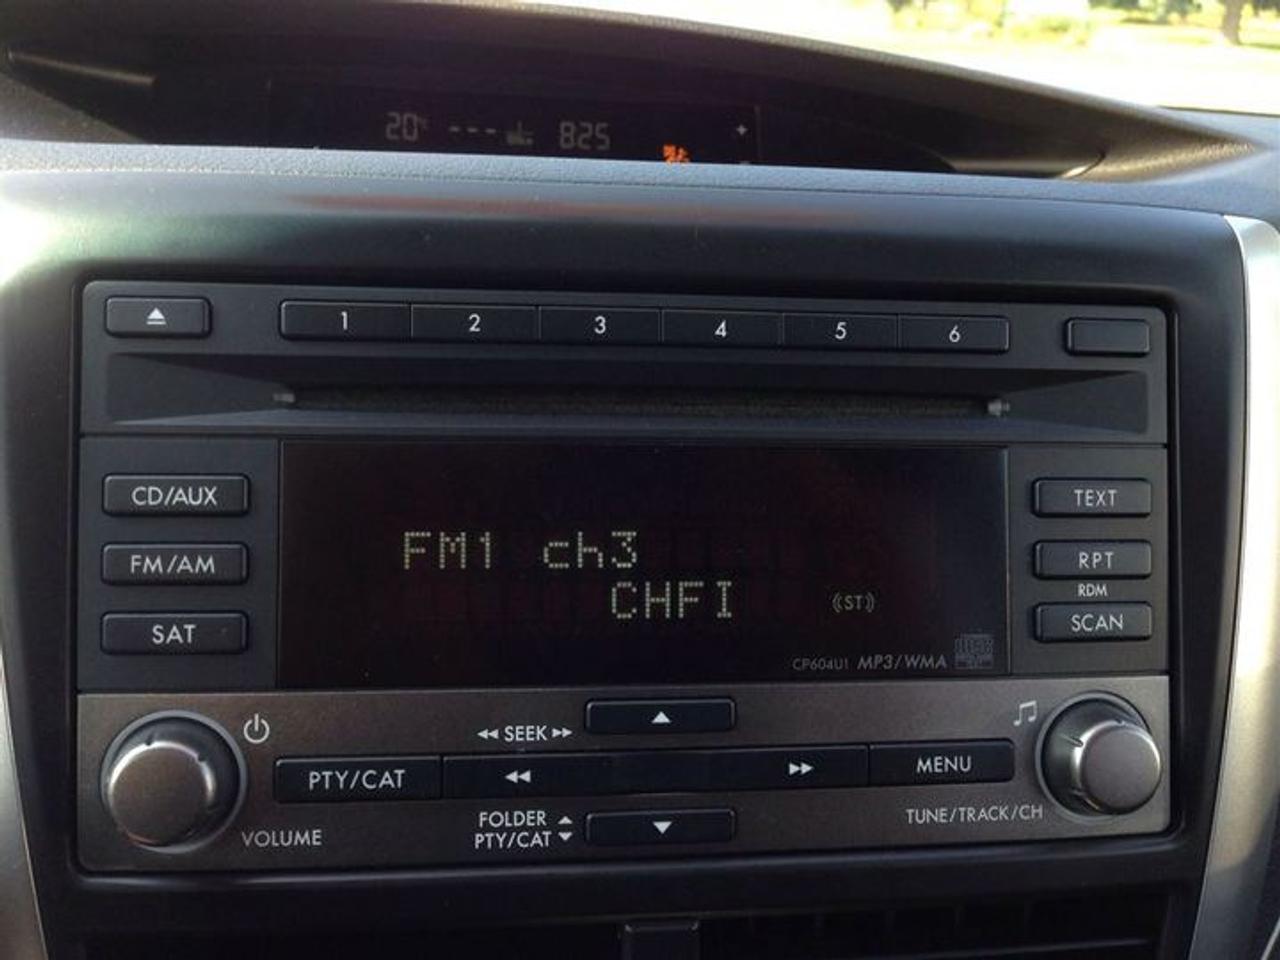 20°c --- 825
+
-
1 2 3 4 5 6
CD/AUX
FM/AM
SAT
FM1 ch3
CHFI
((ST))
CP604U1 MP3/WMA
TEXT
RPT
RDM
SCAN
VOLUME
PTY/CAT
SEEK
FOLDER
PTY/CAT
MENU
TUNE/TRACK/CH